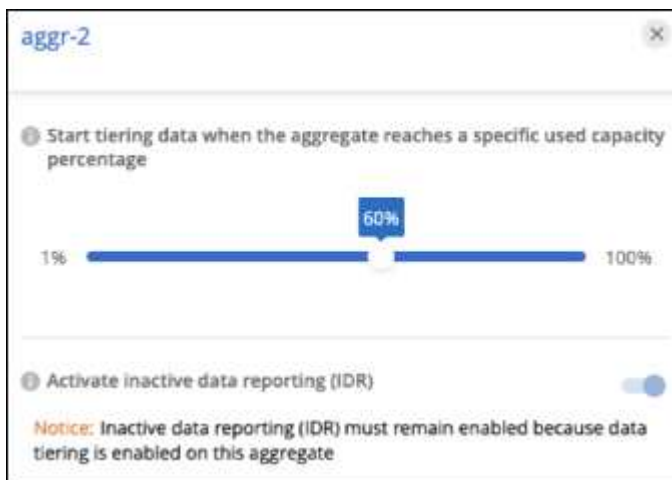 aggr-2
Start tiering data when the aggregate reaches a specific used capacity
percentage
60%
1%
100%
Activate inactive data reporting (IDR)
Notice: Inactive data reporting (IDR) must remain enabled because data
tiering is enabled on this aggregate